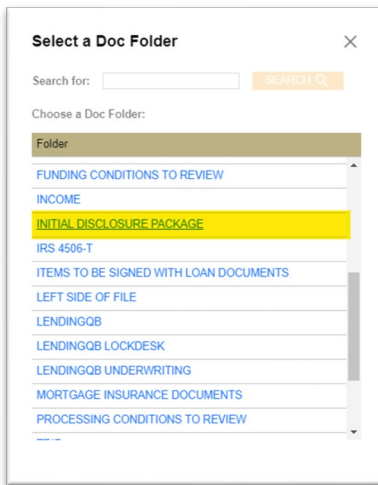 Select a Doc Folder
Search for:
SEARCH
Choose a Doc Folder:
Folder
FUNDING CONDITIONS TO REVIEW
INCOME
INITIAL DISCLOSURE PACKAGE
IRS 4506-T
ITEMS TO BE SIGNED WITH LOAN DOCUMENTS
LEFT SIDE OF FILE
LENDINGQB
LENDINGQB LOCKDESK
LENDINGQB UNDERWRITING
MORTGAGE INSURANCE DOCUMENTS
PROCESSING CONDITIONS TO REVIEW